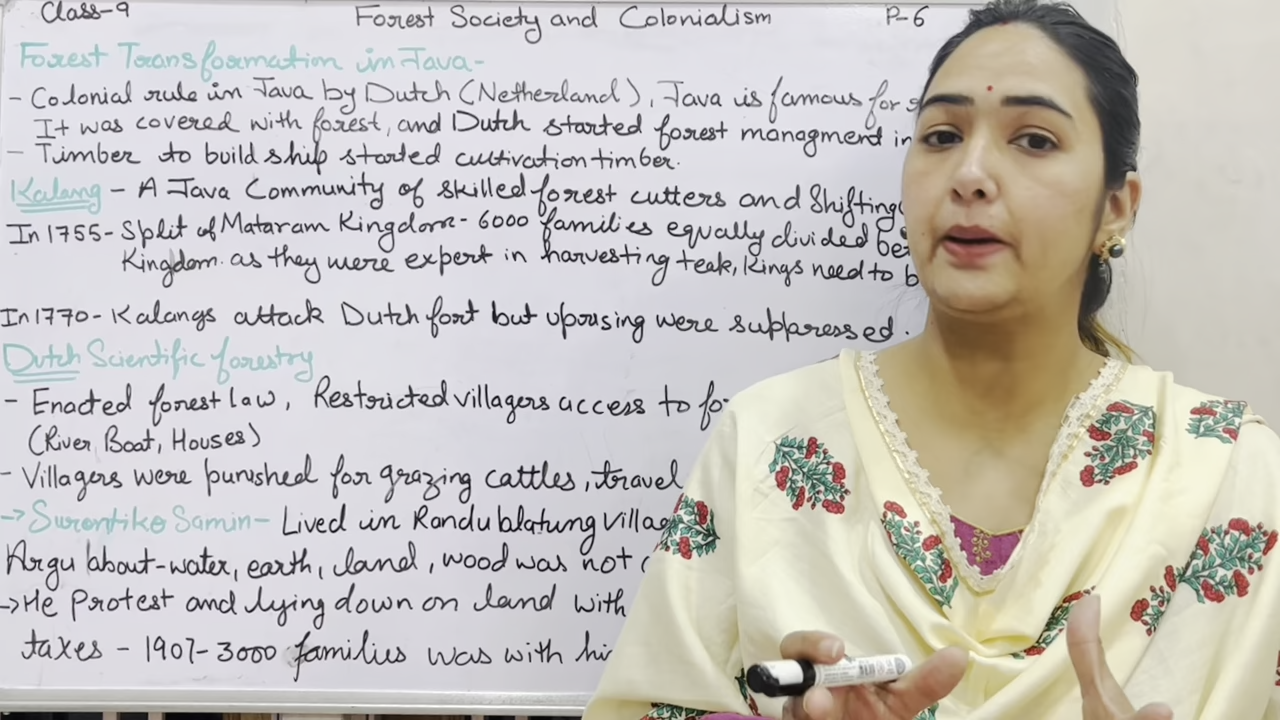 Class-9 Forest Society and Colonialism P-6
Forest Transformation in Java-
- Colonial rule in Java by Dutch (Netherland), Java is famous for
It was covered with forest, and Dutch started forest managment in
- Timber to build ship started cultivation timber.
Kalang - A Java Community of skilled forest cutters and Shifting
In 1755- Split of Mataram Kingdom- 6000 families equally divided
Kingdom. as they were expert in harvesting teak, Kings need to
In 1770- Kalangs attack Dutch fort but uprising were suppressed.
Dutch Scientific forestry
- Enacted forest law, Restricted villagers access to
(River Boat, Houses)
- Villagers were punished for grazing cattles, travel
→ Surontiko Samin- Lived in Randublatung
Argu about-water, earth, land, wood was not
→ He Protest and lying down on land with
taxes - 1907-3000 families was with